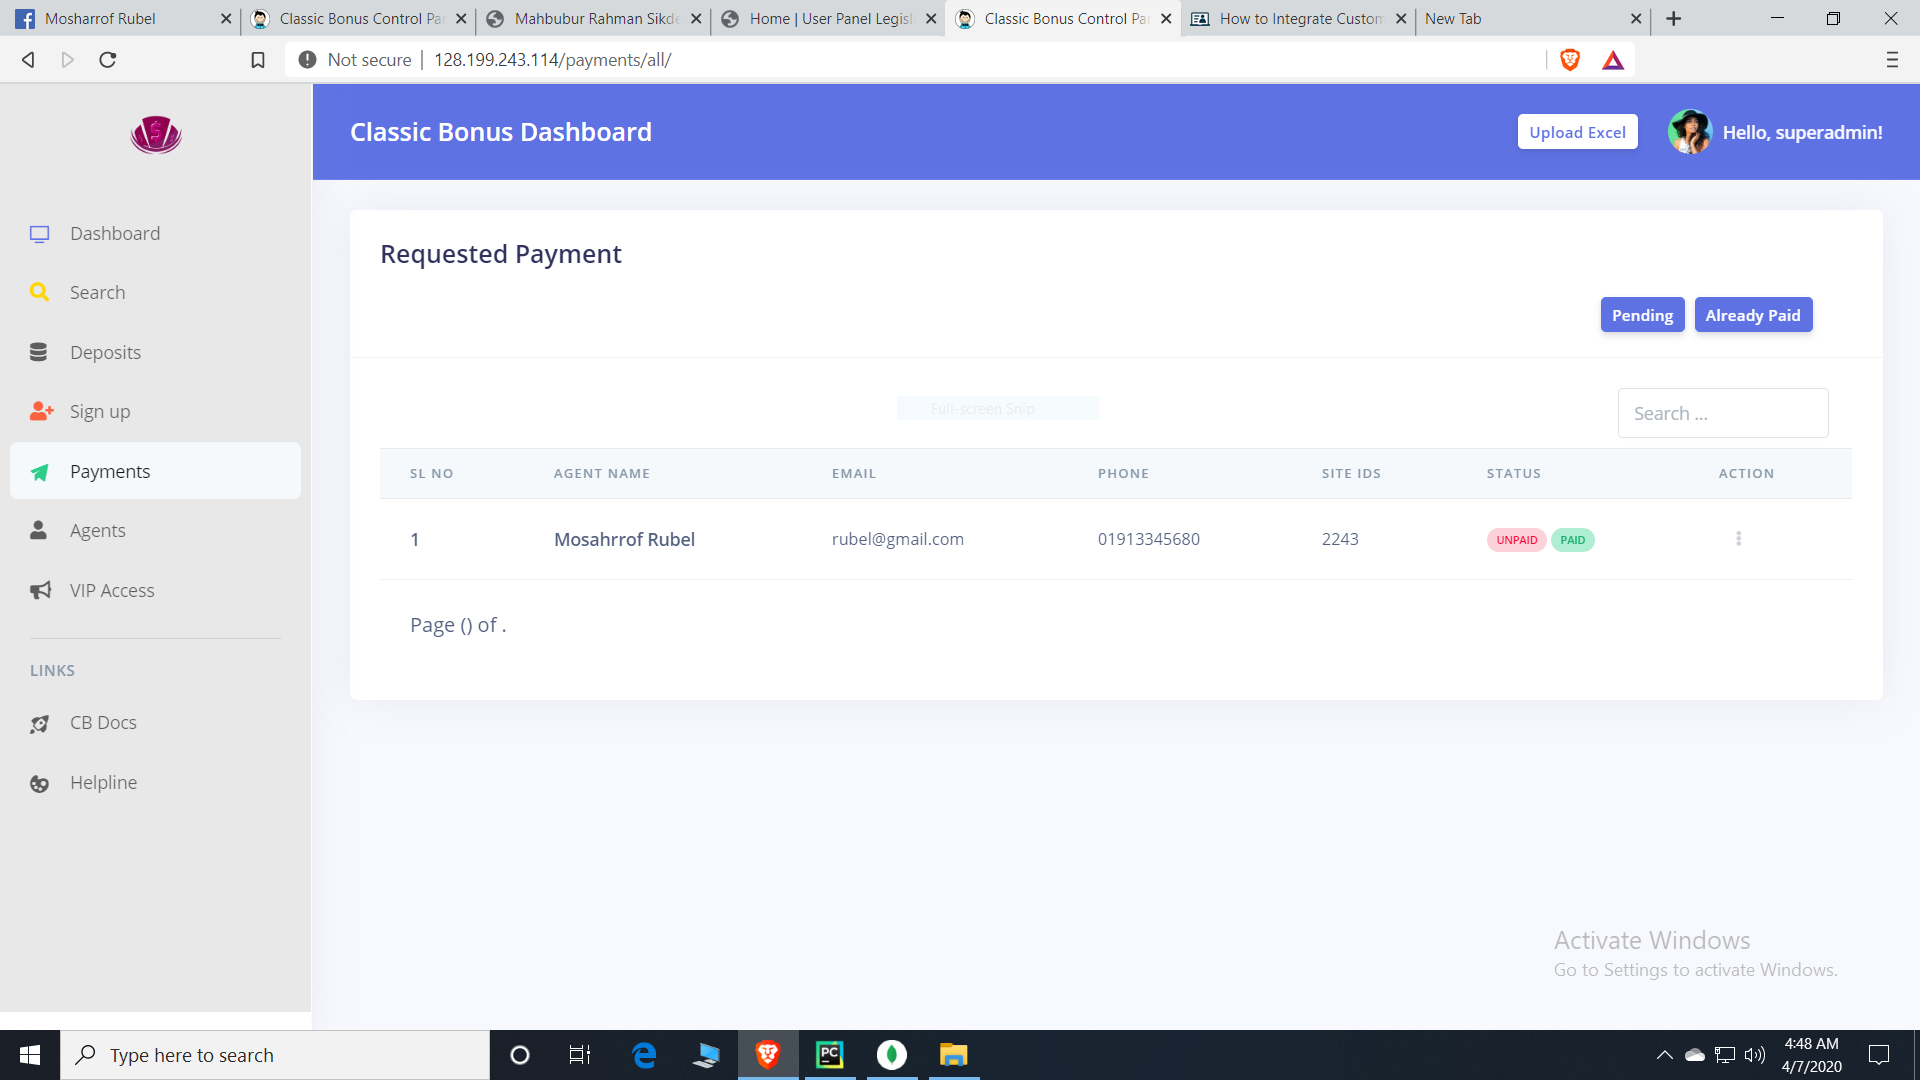 Mosharrof Rubel
Classic Bonus Control Pa
Mahbubur Rahman Sikde
Home | User Panel Legisl
Classic Bonus Control Pa
How to Integrate Custom
New Tab
Not secure | 128.199.243.114/payments/all/
Classic Bonus Dashboard
Upload Excel
Hello, superadmin!
Dashboard
Search
Deposits
Sign up
Payments
Agents
VIP Access
LINKS
CB Docs
Helpline
Requested Payment
Pending
Already Paid
Full-screen Snip
Search ...
SL NO AGENT NAME EMAIL PHONE SITE IDS STATUS ACTION
1 Mosahrrof Rubel rubel@gmail.com 01913345680 2243 UNPAID PAID
Page () of .
Activate Windows
Go to Settings to activate Windows.
Type here to search
PC
4:48 AM
4/7/2020